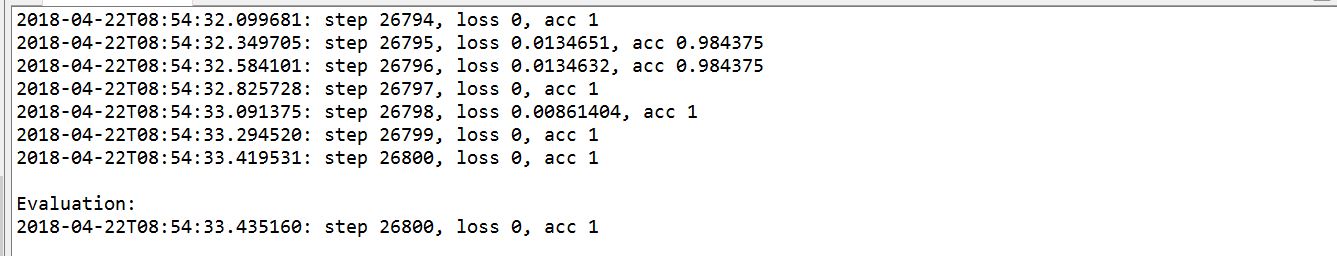 2018-04-22T08:54:32.099681: step 26794, loss 0, acc 1
2018-04-22T08:54:32.349705: step 26795, loss 0.0134651, acc 0.984375
2018-04-22T08:54:32.584101: step 26796, loss 0.0134632, acc 0.984375
2018-04-22T08:54:32.825728: step 26797, loss 0, acc 1
2018-04-22T08:54:33.091375: step 26798, loss 0.00861404, acc 1
2018-04-22T08:54:33.294520: step 26799, loss 0, acc 1
2018-04-22T08:54:33.419531: step 26800, loss 0, acc 1
Evaluation:
2018-04-22T08:54:33.435160: step 26800, loss 0, acc 1